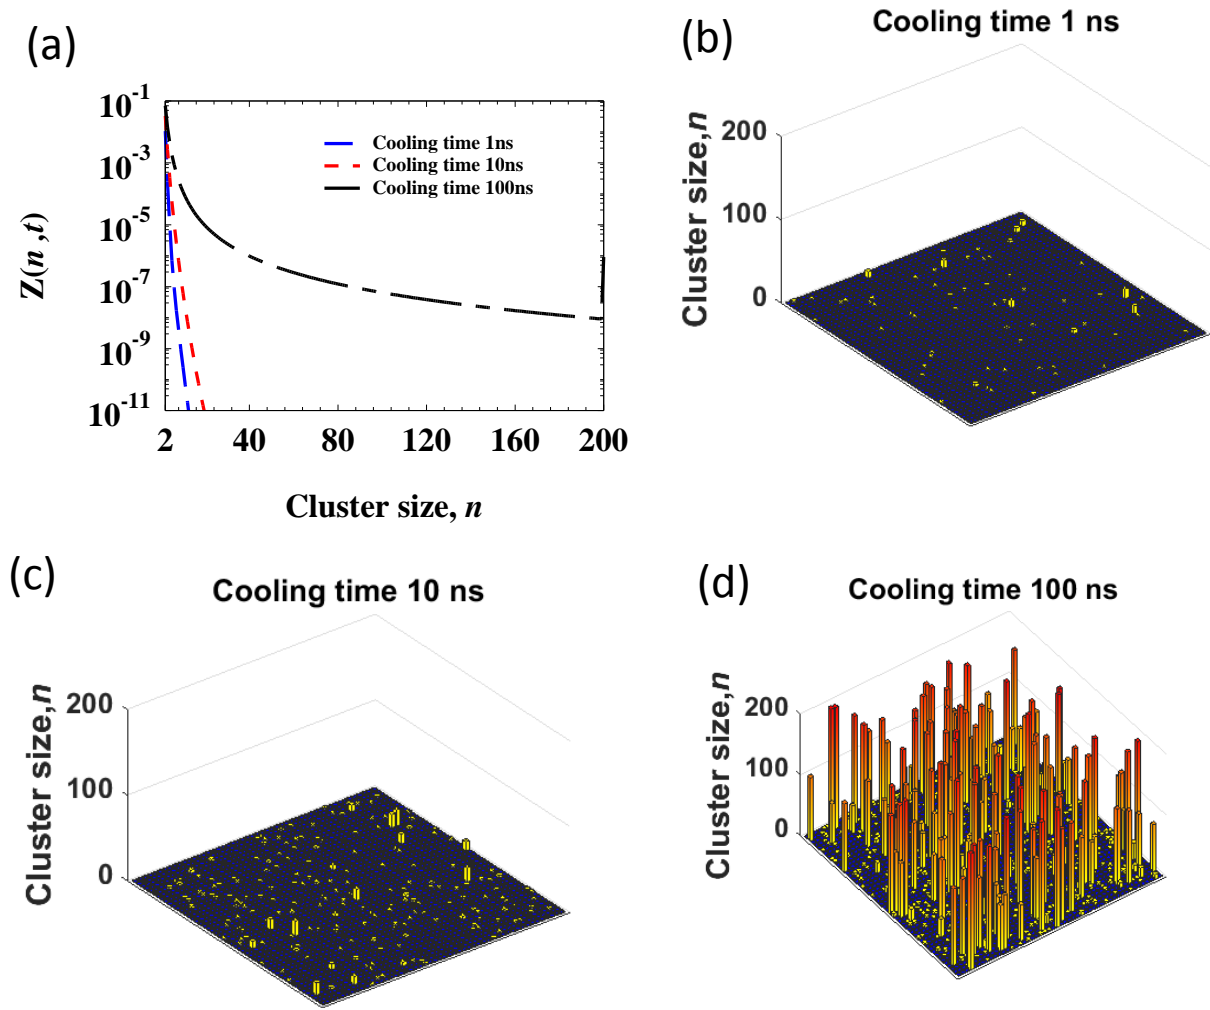 (a)
10-1
10-3
10-5
10-7
10-9
10-11
Z(n ,t)
2 40 80 120 160 200
Cluster size, n
Cooling time 1ns
Cooling time 10ns
Cooling time 100ns
(b)
Cooling time 1 ns
200
100
0
Cluster size,n
(c)
Cooling time 10 ns
200
100
0
Cluster size,n
(d)
Cooling time 100 ns
200
100
0
Cluster size,n